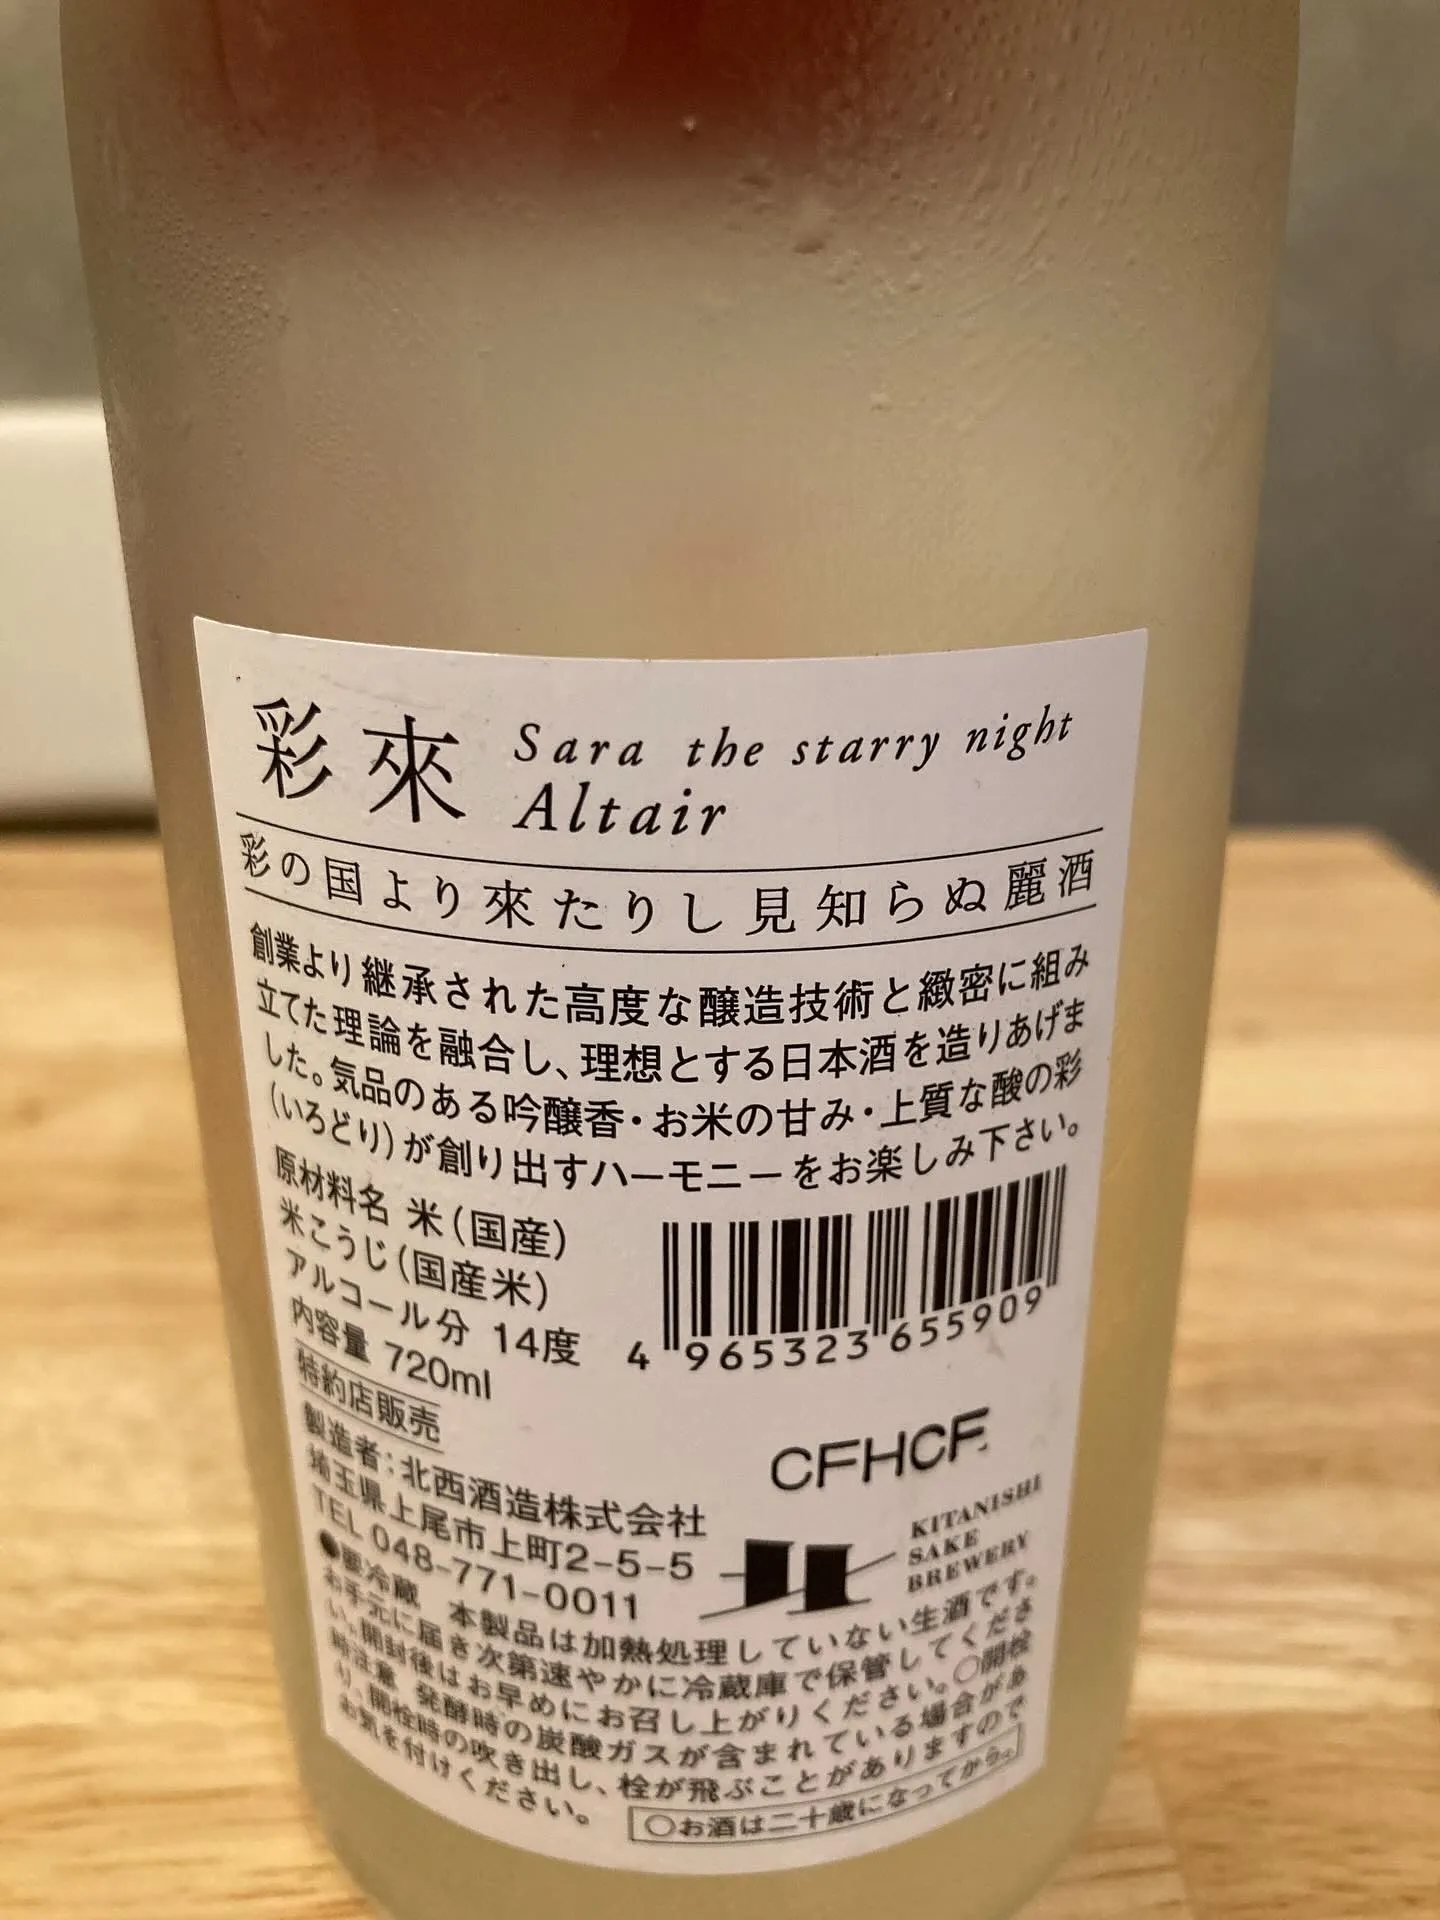 彩來 Sara the starry night
Altair
彩の国より來たりし見知らぬ麗酒
創業より継承された高度な醸造技術と緻密に組み
立てた理論を融合し、理想とする日本酒を造りあげま
した。気品のある吟醸香・お米の甘み・上質な酸の彩
(いろどり)が創り出すハーモニーをお楽しみ下さい。
原材料名 米(国産)
米こうじ(国産米)
アルコール分 14度
内容量 720ml
特約店販売
4 965323 655909
製造者:北西酒造株式会社
埼玉県上尾市上町2-5-5
TEL 048-771-0011
CFHCF
KITANISHI
SAKE
BREWERY
●要冷蔵 本製品は加熱処理していない生酒です。
お手元に届き次第速やかに冷蔵庫で保管してくださ
い。開封後はお早めにお召し上がりください。○開栓
時注意 発酵時の炭酸ガスが含まれている場合があ
り、開栓時の吹き出し、栓が飛ぶことがありますので
お気を付けください。
○お酒は二十歳になってから。